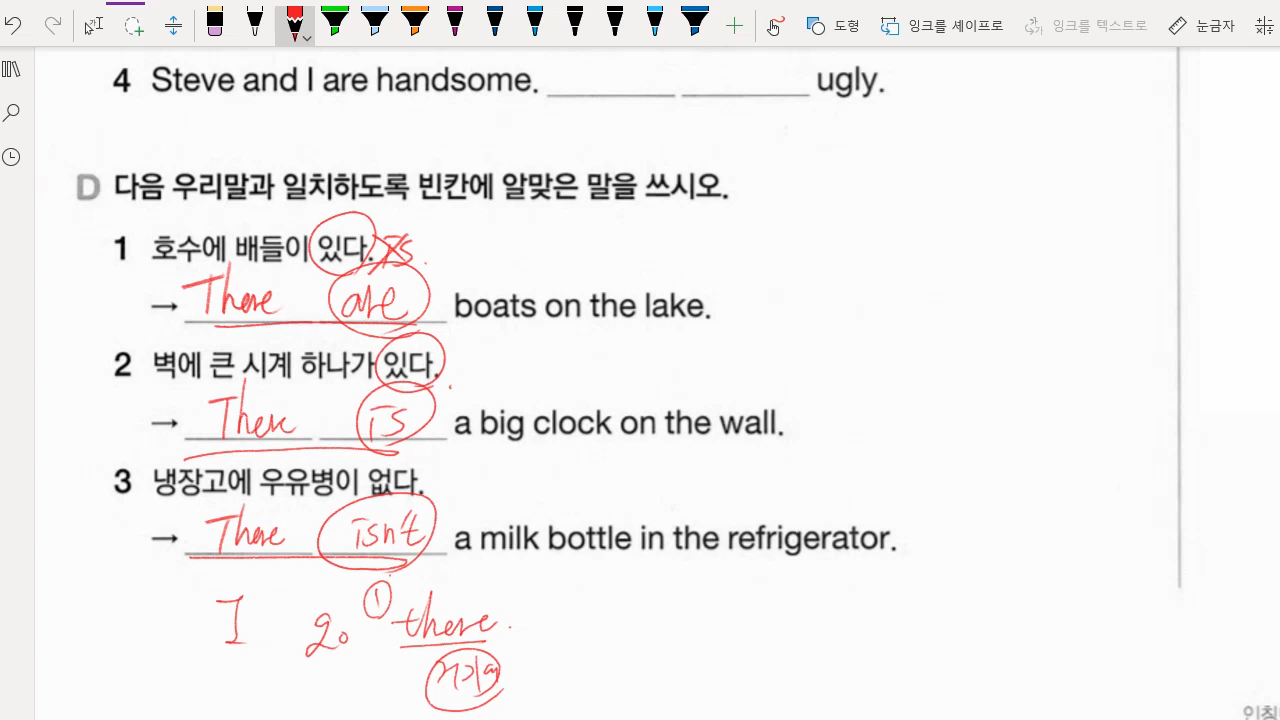 도형 잉크를 셰이프로 잉크를 텍스트로 눈금자
4 Steve and I are handsome. ________ ________ ugly.
D 다음 우리말과 일치하도록 빈칸에 알맞은 말을 쓰시오.
1 호수에 배들이 있다. is.
→ There are boats on the lake.
2 벽에 큰 시계 하나가 있다.
→ There is a big clock on the wall.
3 냉장고에 우유병이 없다.
→ There isn't a milk bottle in the refrigerator.
I go ① there.